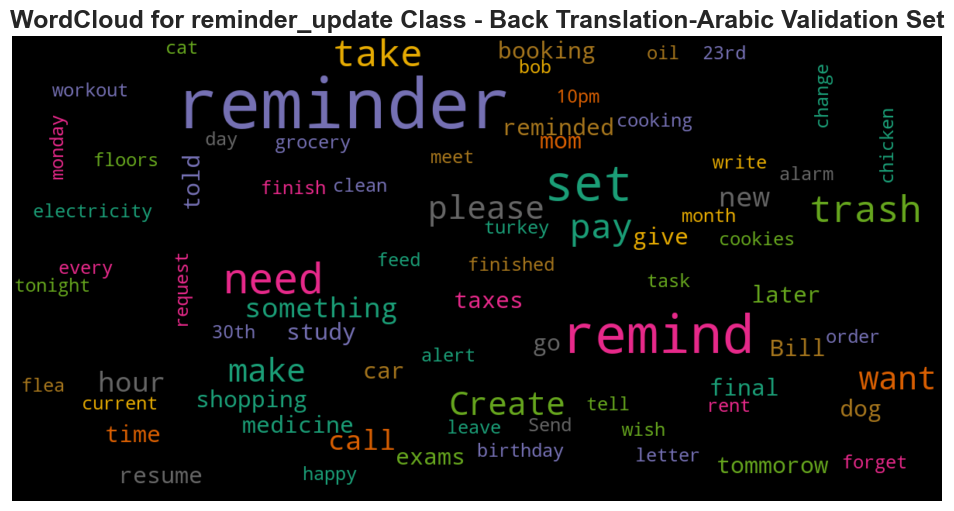 WordCloud for reminder_update Class - Back Translation-Arabic Validation Set
cat
take
booking
oil
23rd
bob
workout
reminder
10pm
change
reminded
cooking
monday
day
grocery
mom
chicken
floors
told
meet
write
finish
clean
set
alarm
electricity
please
new
month
trash
turkey
pay
give
cookies
every
request
feed
finished
tonight
need
task
something
taxes
later
30th
study
go
remind
Bill
order
alert
flea
hour
make
car
final
want
current
shopping
Create
tell
rent
dog
time
medicine
call
leave
Send
wish
resume
happy
exams
birthday
letter
tommorow
forget